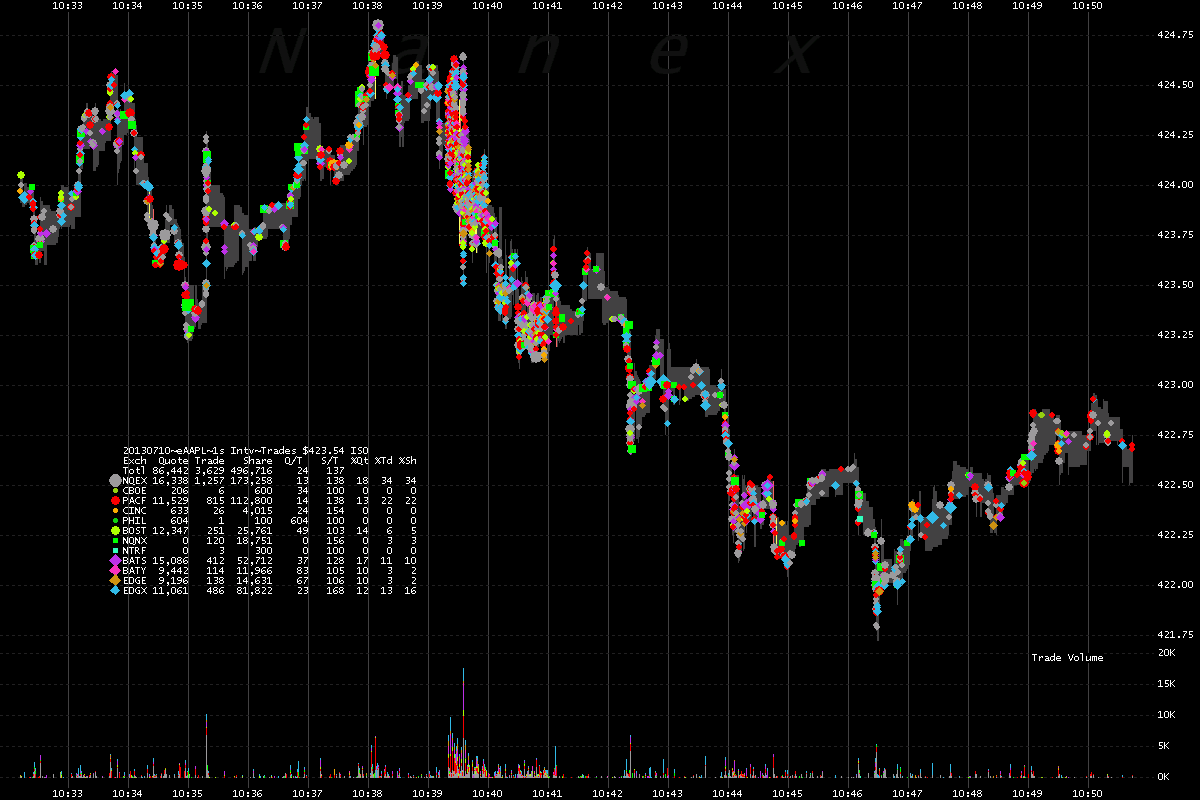 10:33 10:34 10:35 10:36 10:37 10:38 10:39 10:40 10:41 10:42 10:43 10:44 10:45 10:46 10:47 10:48 10:49 10:50
Nanex
424.75
424.50
424.25
424.00
423.75
423.50
423.25
423.00
422.75
422.50
422.25
422.00
421.75
20130710~eAAPL~1s Intv~Trades $423.54 ISO
Exch Quote Trade Share Q/T S/T %Qt %Td %Sh
Totl 86,442 3,629 496,716 24 137
NQEX 16,338 1,257 173,258 13 138 18 34 34
CBOE 206 6 600 34 100 0 0 0
PACF 11,529 815 112,800 14 138 13 22 22
CINC 633 26 4,015 24 154 0 0 0
PHIL 604 1 100 604 100 0 0 0
BOST 12,347 251 25,761 49 103 14 6 5
NQNX 0 120 18,751 0 156 0 3 3
NTRF 0 3 300 0 100 0 0 0
BATS 15,086 412 52,712 37 128 17 11 10
BATY 9,442 114 11,966 83 105 10 3 2
EDGE 9,196 138 14,631 67 106 10 3 2
EDGX 11,061 486 81,822 23 168 12 13 16
Trade Volume
20K
15K
10K
5K
0K
10:33 10:34 10:35 10:36 10:37 10:38 10:39 10:40 10:41 10:42 10:43 10:44 10:45 10:46 10:47 10:48 10:49 10:50